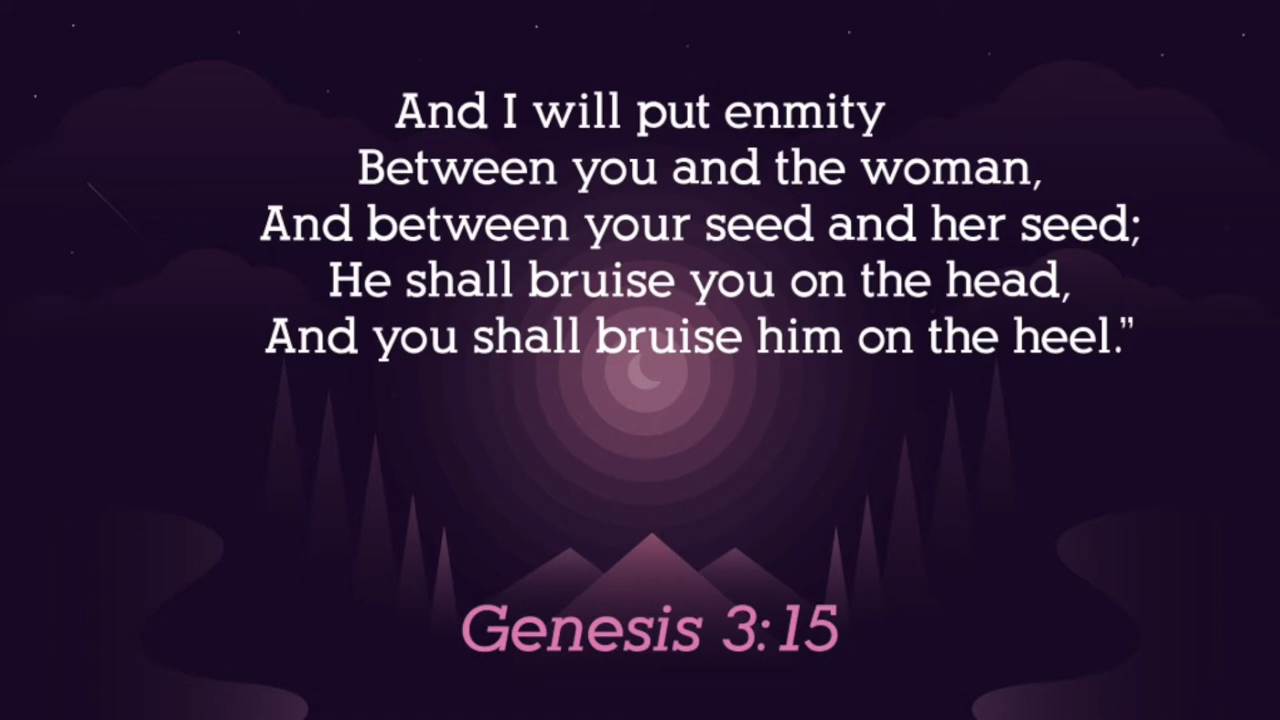 And I will put enmity
Between you and the woman,
And between your seed and her seed;
He shall bruise you on the head,
And you shall bruise him on the heel."
Genesis 3:15